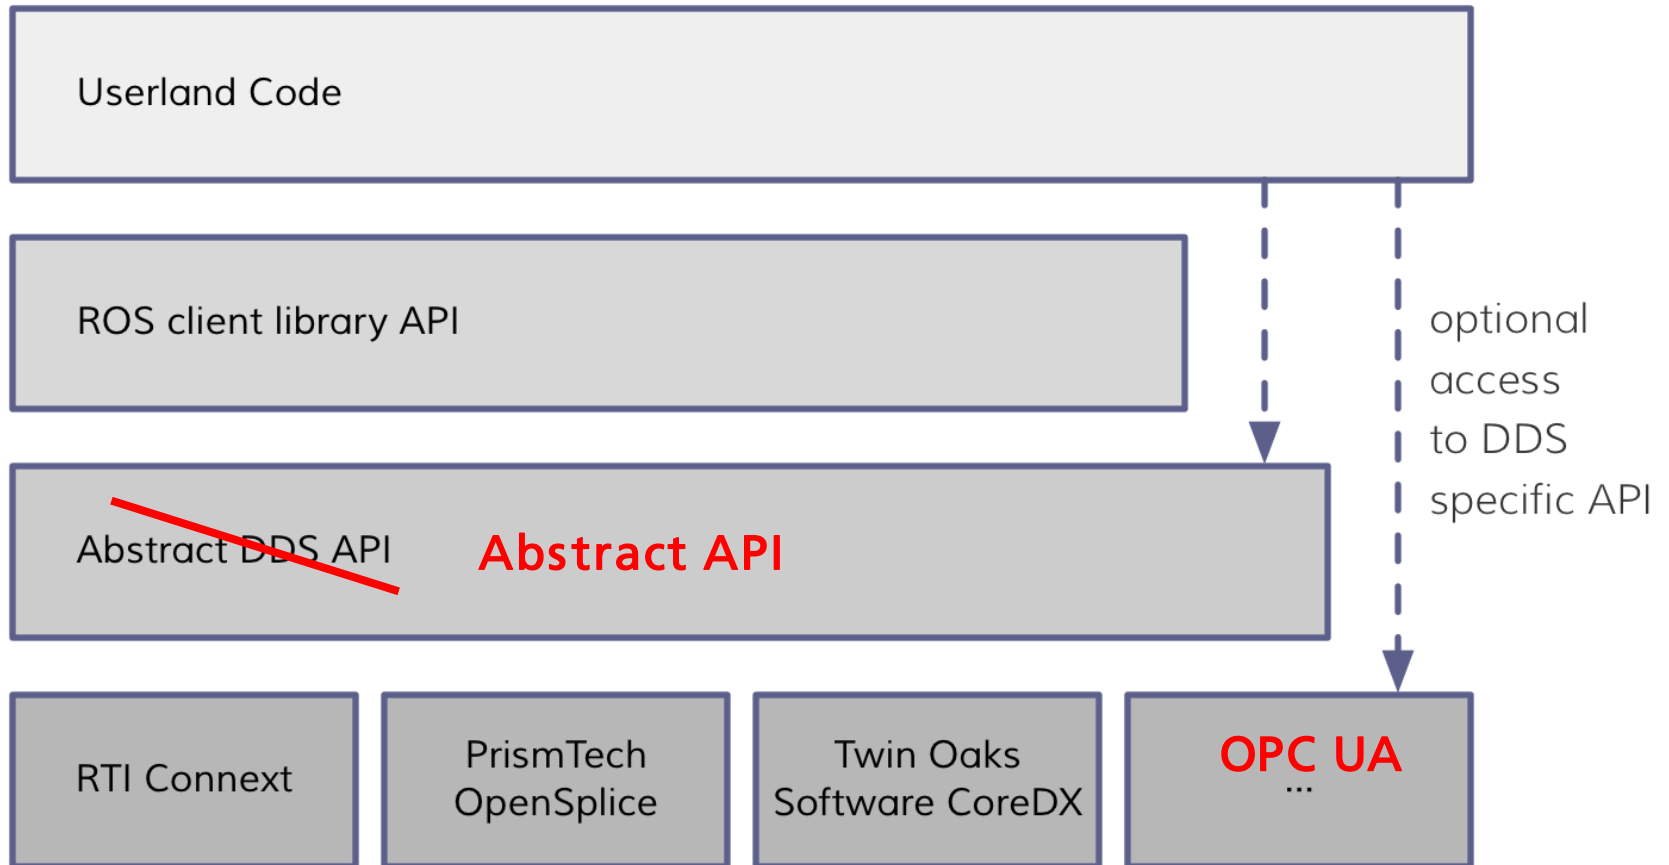 Userland Code
ROS client library API
optional
access
to DDS
specific API
Abstract DDS API
Abstract API
RTI Connext
PrismTech
OpenSplice
Twin Oaks
Software CoreDX
OPC UA
...